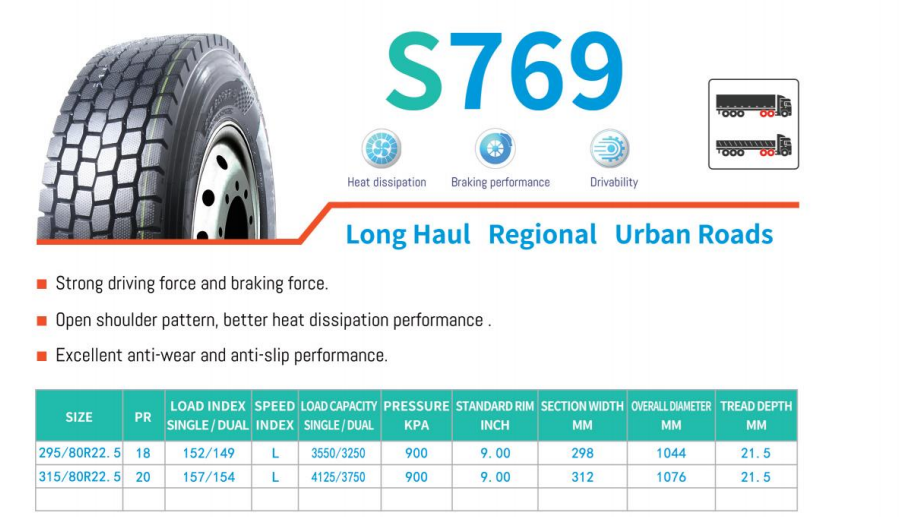 S769
Heat dissipation Braking performance Drivability
Long Haul Regional Urban Roads
Strong driving force and braking force.
Open shoulder pattern, better heat dissipation performance .
Excellent anti-wear and anti-slip performance.
SIZE PR LOAD INDEX SINGLE / DUAL SPEED INDEX LOAD CAPACITY SINGLE / DUAL PRESSURE KPA STANDARD RIM INCH SECTION WIDTH MM OVERALL DIAMETER MM TREAD DEPTH MM
295/80R22. 5 18 152/149 L 3550/3250 900 9. 00 298 1044 21. 5
315/80R22. 5 20 157/154 L 4125/3750 900 9. 00 312 1076 21. 5